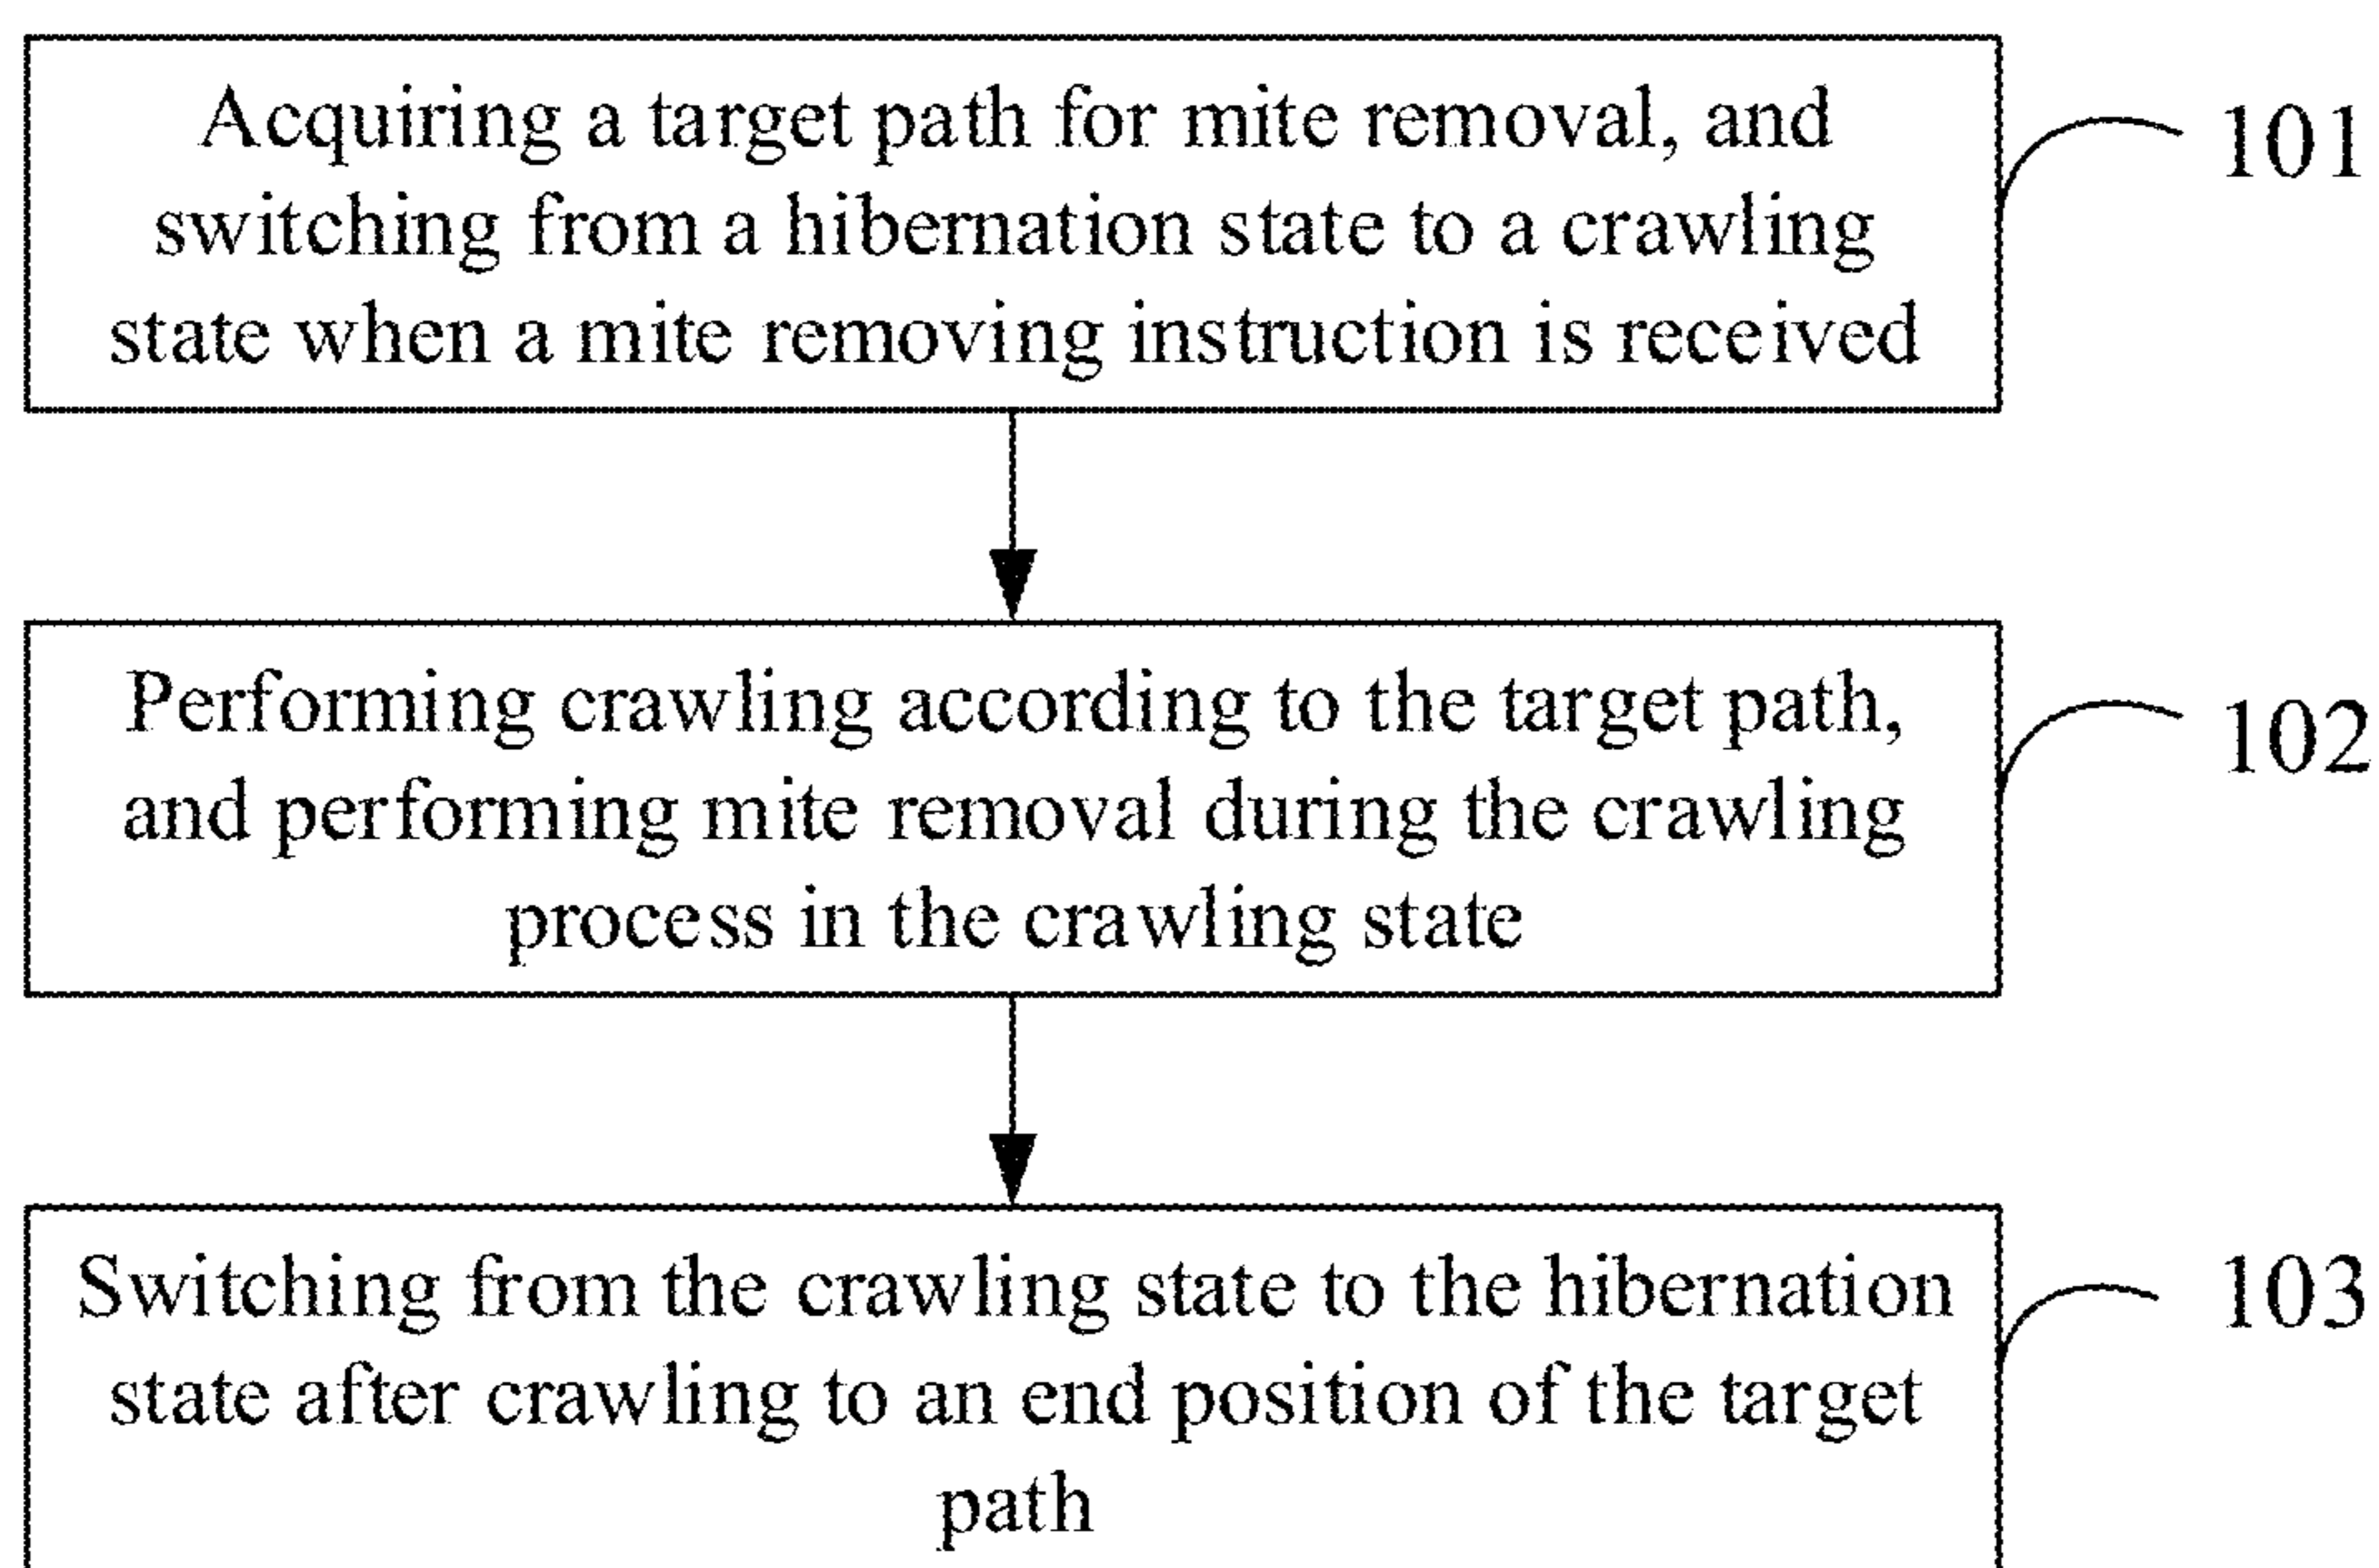 Acquiring a target path for mite removal, and
switching from a hibernation state to a crawling
state when a mite removing instruction is received
101
Performing crawling according to the target path,
and performing mite removal during the crawling
process in the crawling state
102
Switching from the crawling state to the hibernation
state after crawling to an end position of the target
path
103